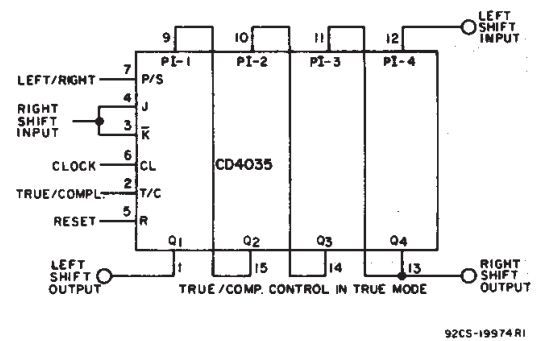 LEFT
SHIFT
INPUT
9 10 11 12
PI-1 PI-2 PI-3 PI-4
LEFT/RIGHT 7 P/S
RIGHT
SHIFT
INPUT
4 J
3 K̅
CLOCK 6 CL
CD4035
TRUE/COMPL. 2 T/C
RESET 5 R
Q1 Q2 Q3 Q4
LEFT
SHIFT
OUTPUT
1 15 14 13
RIGHT
SHIFT
OUTPUT
TRUE/COMP. CONTROL IN TRUE MODE
92CS-19974R1